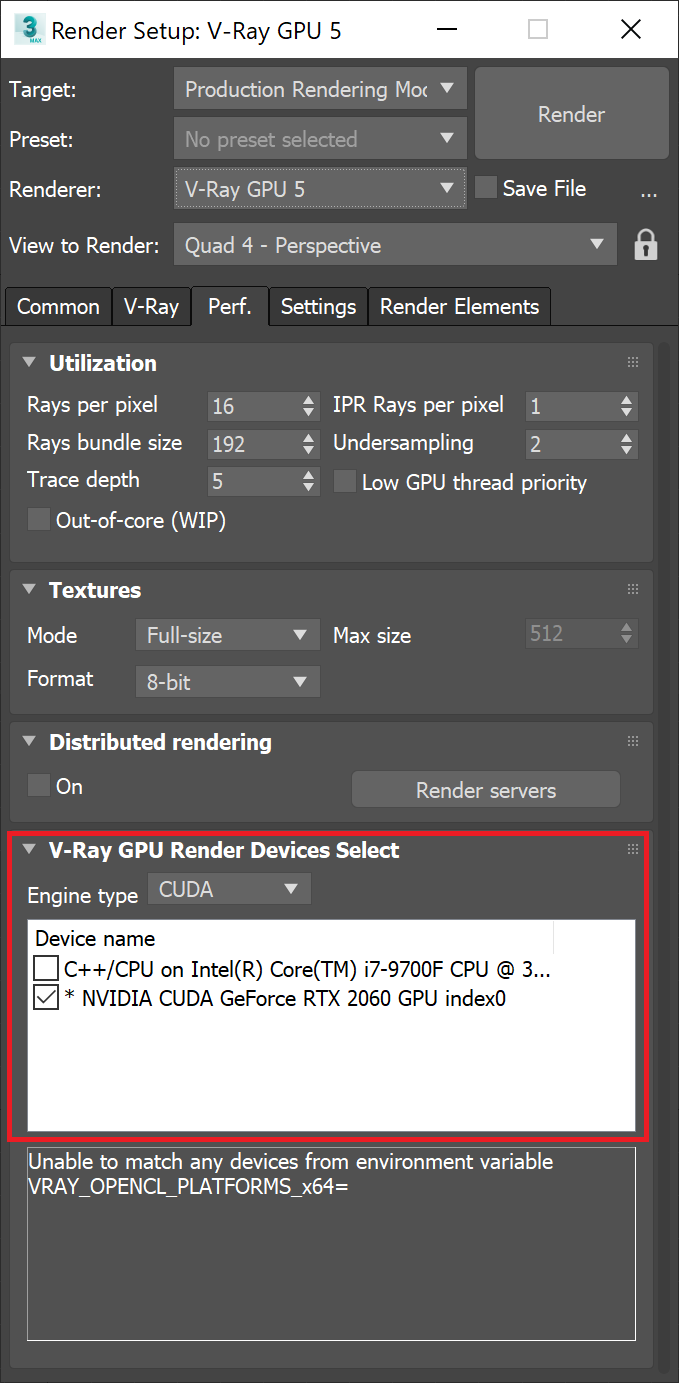 3
MAX
Render Setup: V-Ray GPU 5
Target:
Production Rendering Mod
Render
Preset:
No preset selected
Renderer:
V-Ray GPU 5
Save File
...
View to Render:
Quad 4 - Perspective
Common V-Ray Perf. Settings Render Elements
Utilization
Rays per pixel 16 IPR Rays per pixel 1
Rays bundle size 192 Undersampling 2
Trace depth 5 Low GPU thread priority
Out-of-core (WIP)
Textures
Mode Full-size Max size 512
Format 8-bit
Distributed rendering
On Render servers
V-Ray GPU Render Devices Select
Engine type CUDA
Device name
C++/CPU on Intel(R) Core(TM) i7-9700F CPU @ 3...
* NVIDIA CUDA GeForce RTX 2060 GPU index0
Unable to match any devices from environment variable
VRAY_OPENCL_PLATFORMS_x64=